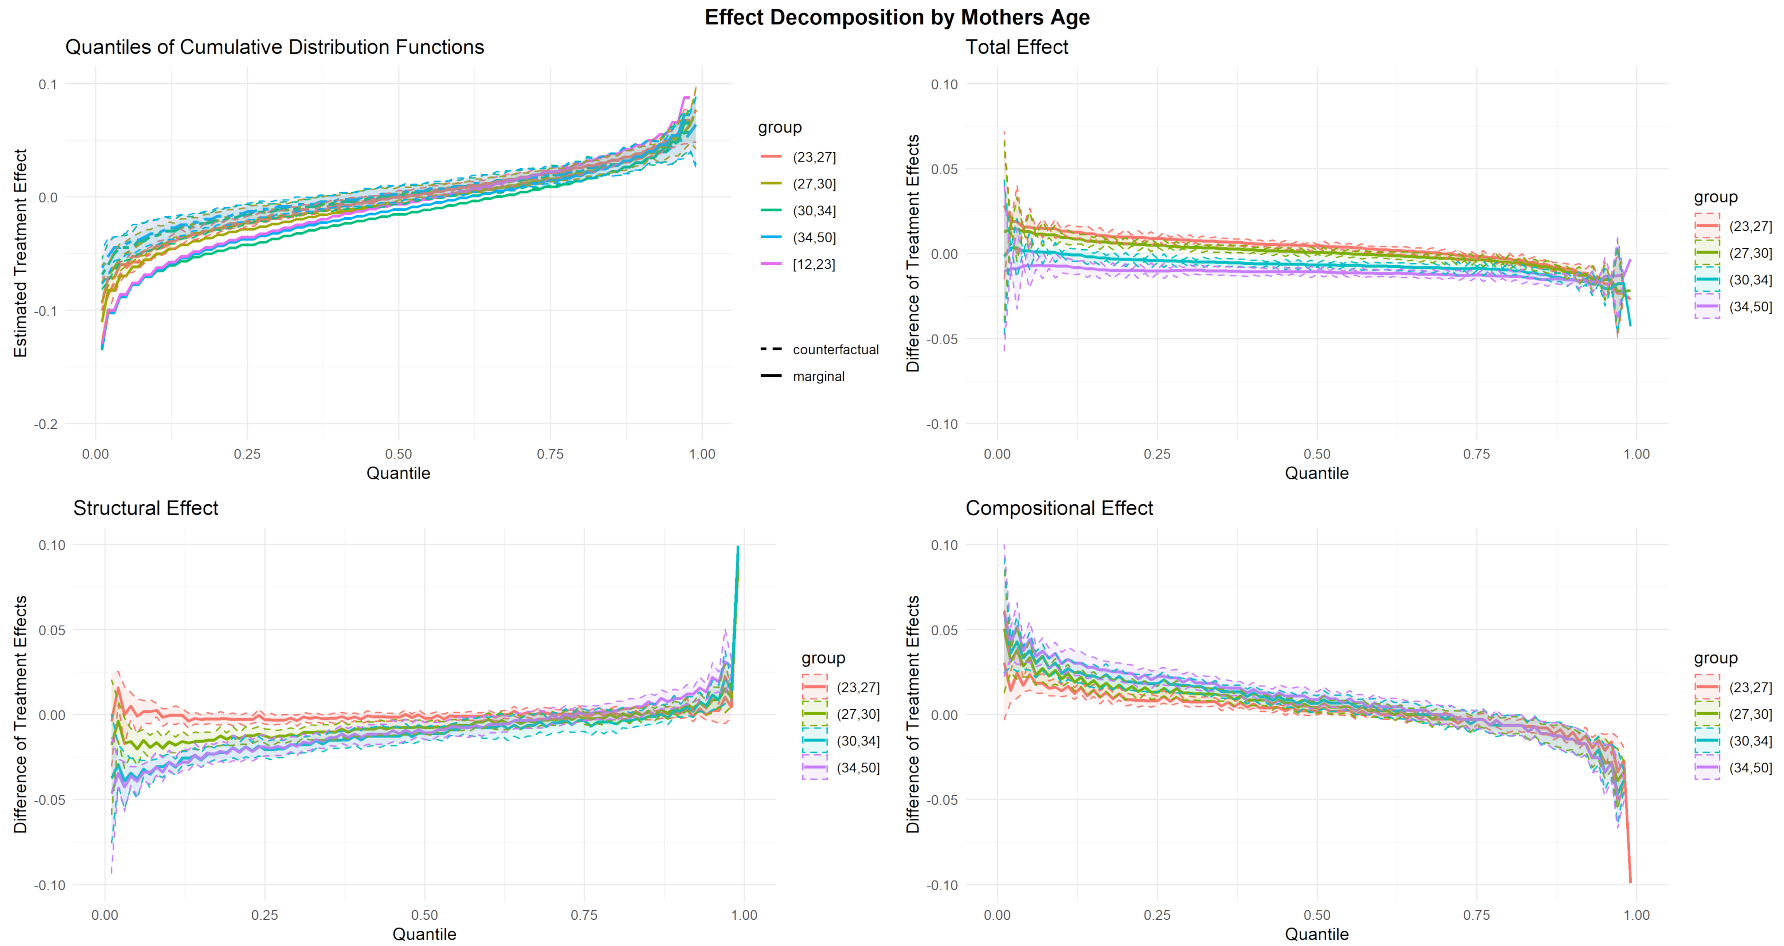 Effect Decomposition by Mothers Age
Quantiles of Cumulative Distribution Functions
Estimated Treatment Effect
0.1
0.0
-0.1
-0.2
0.00 0.25 0.50 0.75 1.00
Quantile
group
(23,27]
(27,30]
(30,34]
(34,50]
[12,23]
counterfactual
marginal
Total Effect
Difference of Treatment Effects
0.10
0.05
0.00
-0.05
-0.10
0.00 0.25 0.50 0.75 1.00
Quantile
group
(23,27]
(27,30]
(30,34]
(34,50]
Structural Effect
Difference of Treatment Effects
0.10
0.05
0.00
-0.05
-0.10
0.00 0.25 0.50 0.75 1.00
Quantile
group
(23,27]
(27,30]
(30,34]
(34,50]
Compositional Effect
Difference of Treatment Effects
0.10
0.05
0.00
-0.05
-0.10
0.00 0.25 0.50 0.75 1.00
Quantile
group
(23,27]
(27,30]
(30,34]
(34,50]